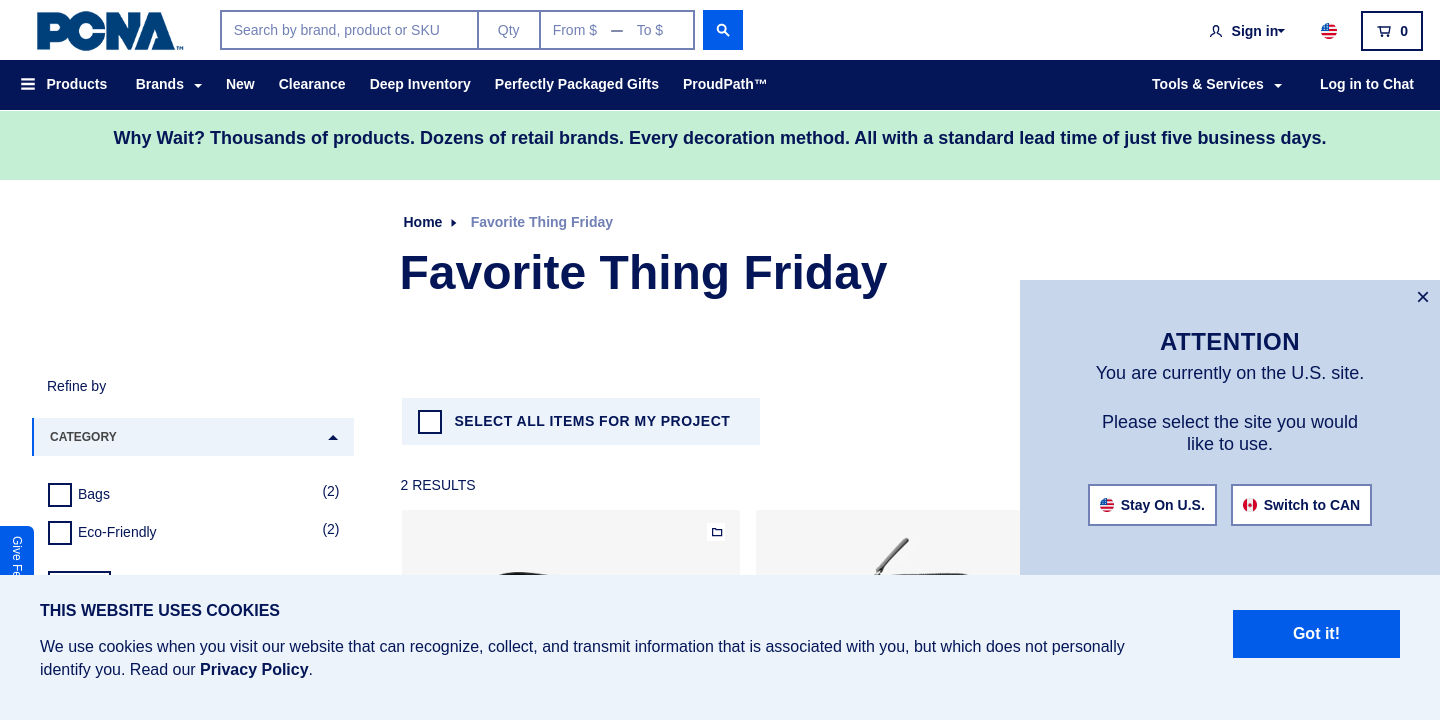 PCNA™
Search by brand, product or SKU
Qty
From $ — To $
Sign in
0
Products
Brands
New
Clearance
Deep Inventory
Perfectly Packaged Gifts
ProudPath™
Tools & Services
Log in to Chat
Why Wait? Thousands of products. Dozens of retail brands. Every decoration method. All with a standard lead time of just five business days.
Home
Favorite Thing Friday
Favorite Thing Friday
ATTENTION
You are currently on the U.S. site.
Please select the site you would
like to use.
Stay On U.S.
Switch to CAN
Refine by
CATEGORY
Bags (2)
Eco-Friendly (2)
SELECT ALL ITEMS FOR MY PROJECT
2 RESULTS
Give Fe
THIS WEBSITE USES COOKIES
We use cookies when you visit our website that can recognize, collect, and transmit information that is associated with you, but which does not personally
identify you. Read our Privacy Policy.
Got it!